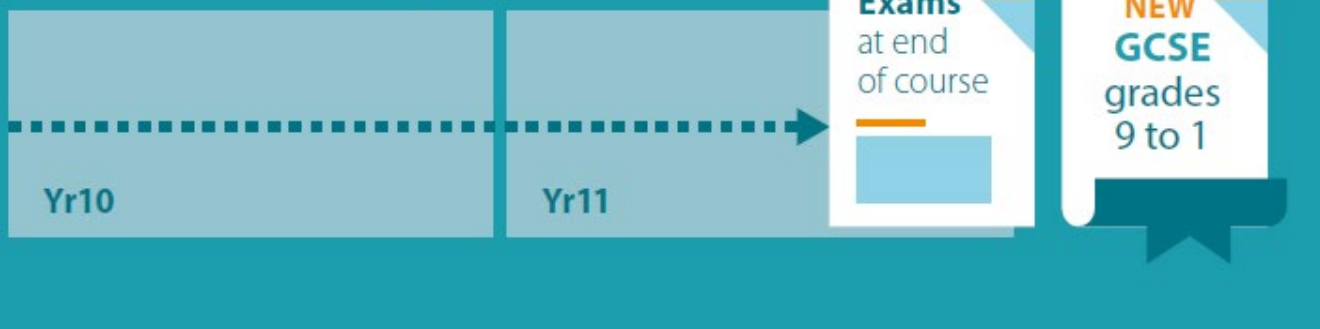 Exams
at end
of course
NEW
GCSE
grades
9 to 1
Yr10
Yr11